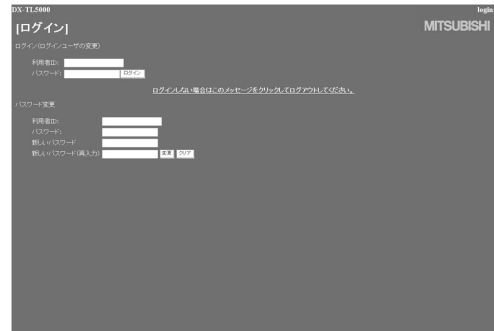 DX-TL5000 login
[ログイン] MITSUBISHI
ログイン(ログインユーザの変更)
利用者ID:
パスワード: ログイン
ログインしない場合はこのメッセージをクリックしてログアウトしてください。
パスワード変更
利用者ID:
パスワード:
新しいパスワード
新しいパスワード(再入力) 変更 クリア